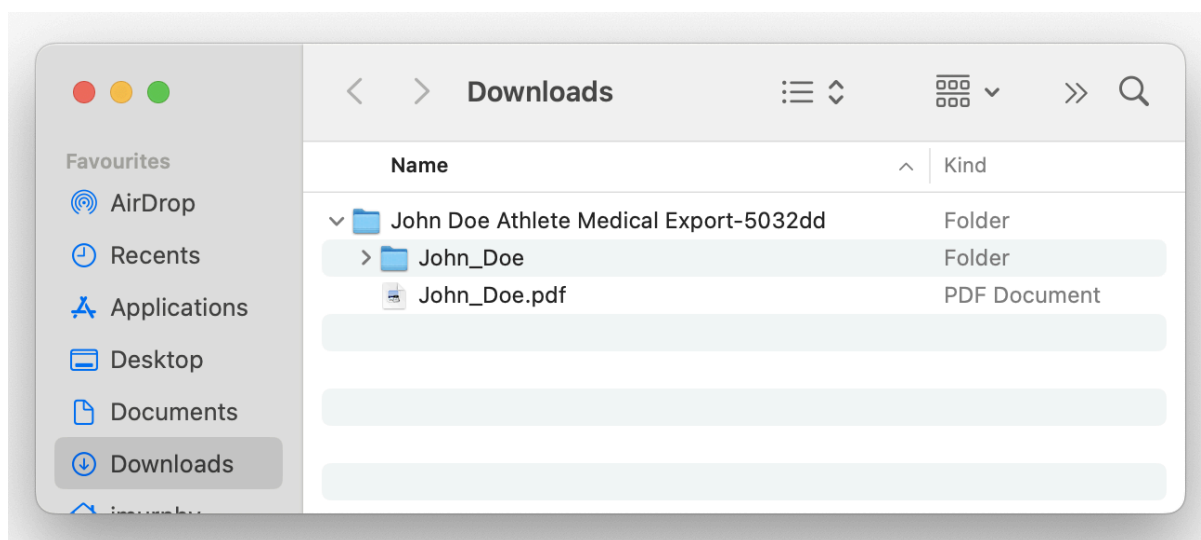 Downloads
Favourites
Name Kind
AirDrop
John Doe Athlete Medical Export-5032dd Folder
Recents
John_Doe Folder
John_Doe.pdf PDF Document
Applications
Desktop
Documents
Downloads